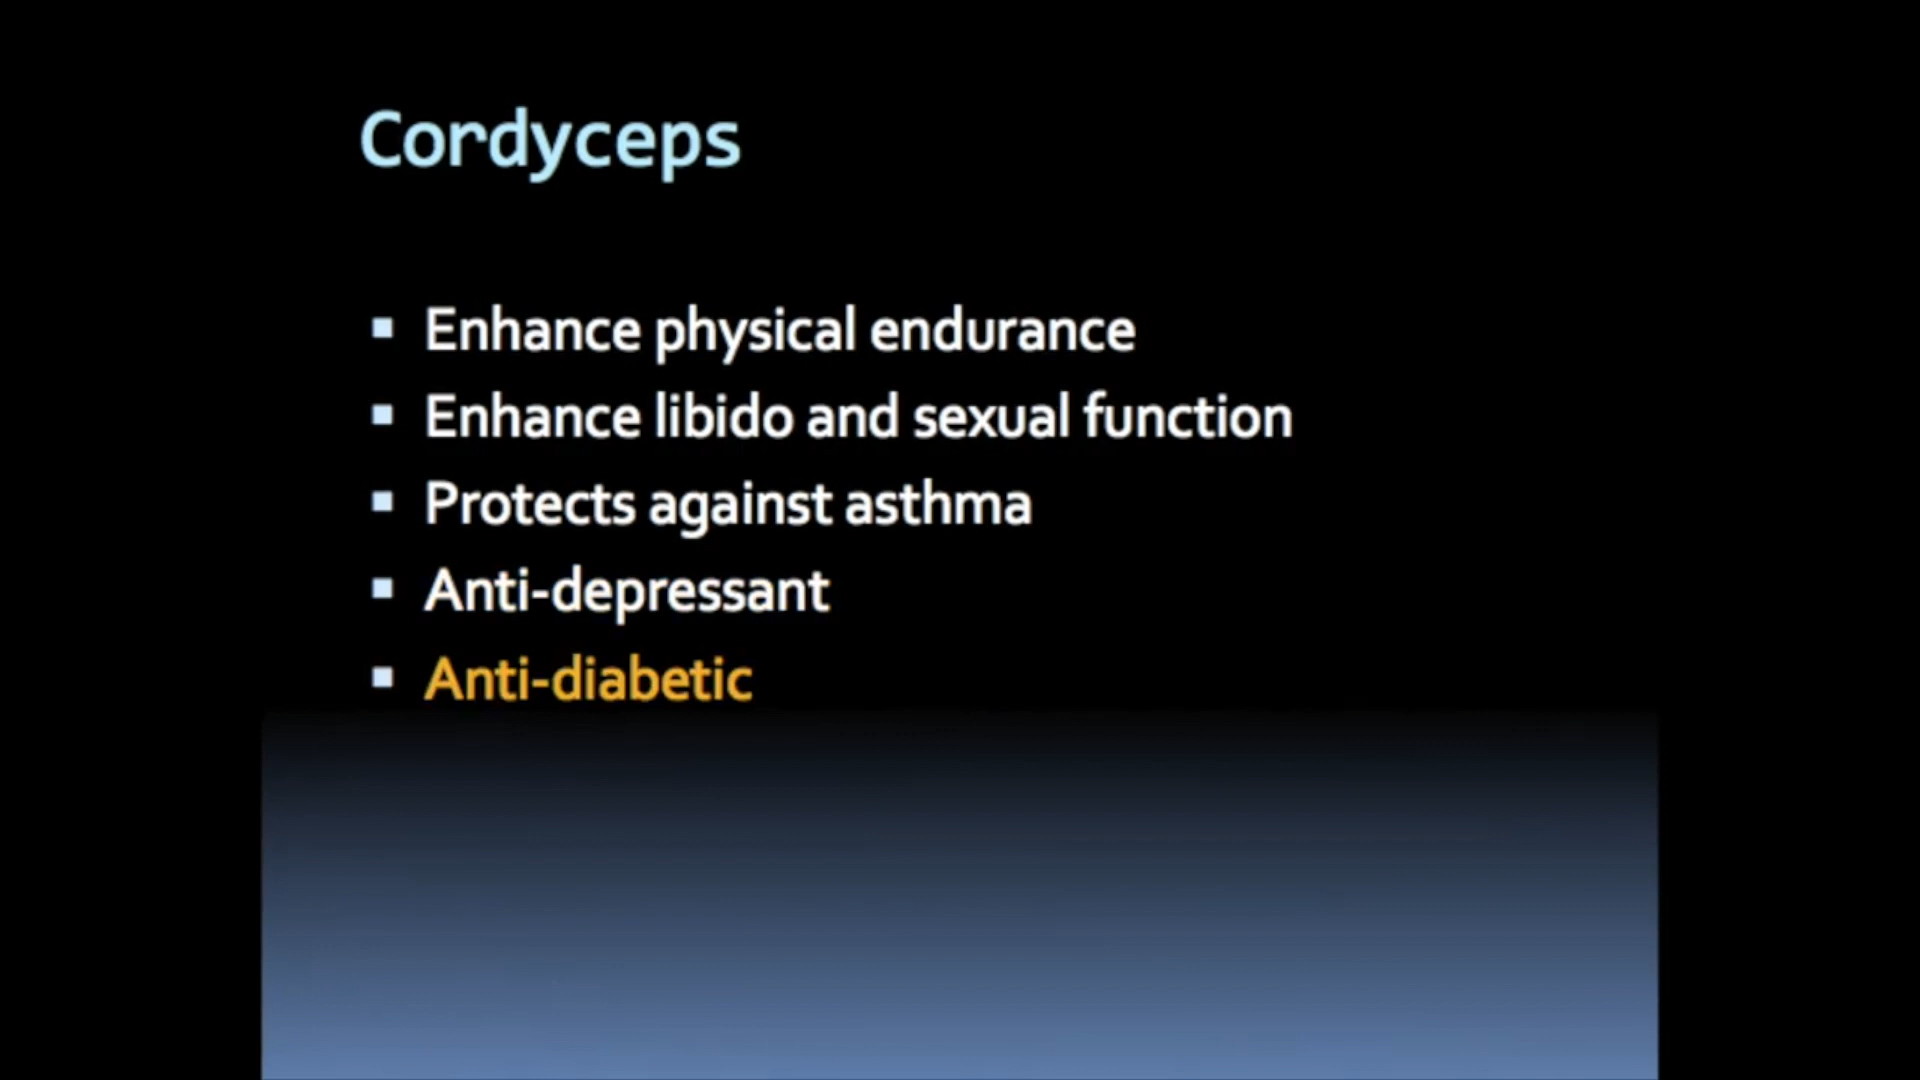 Cordyceps
Enhance physical endurance
Enhance libido and sexual function
Protects against asthma
Anti-depressant
Anti-diabetic